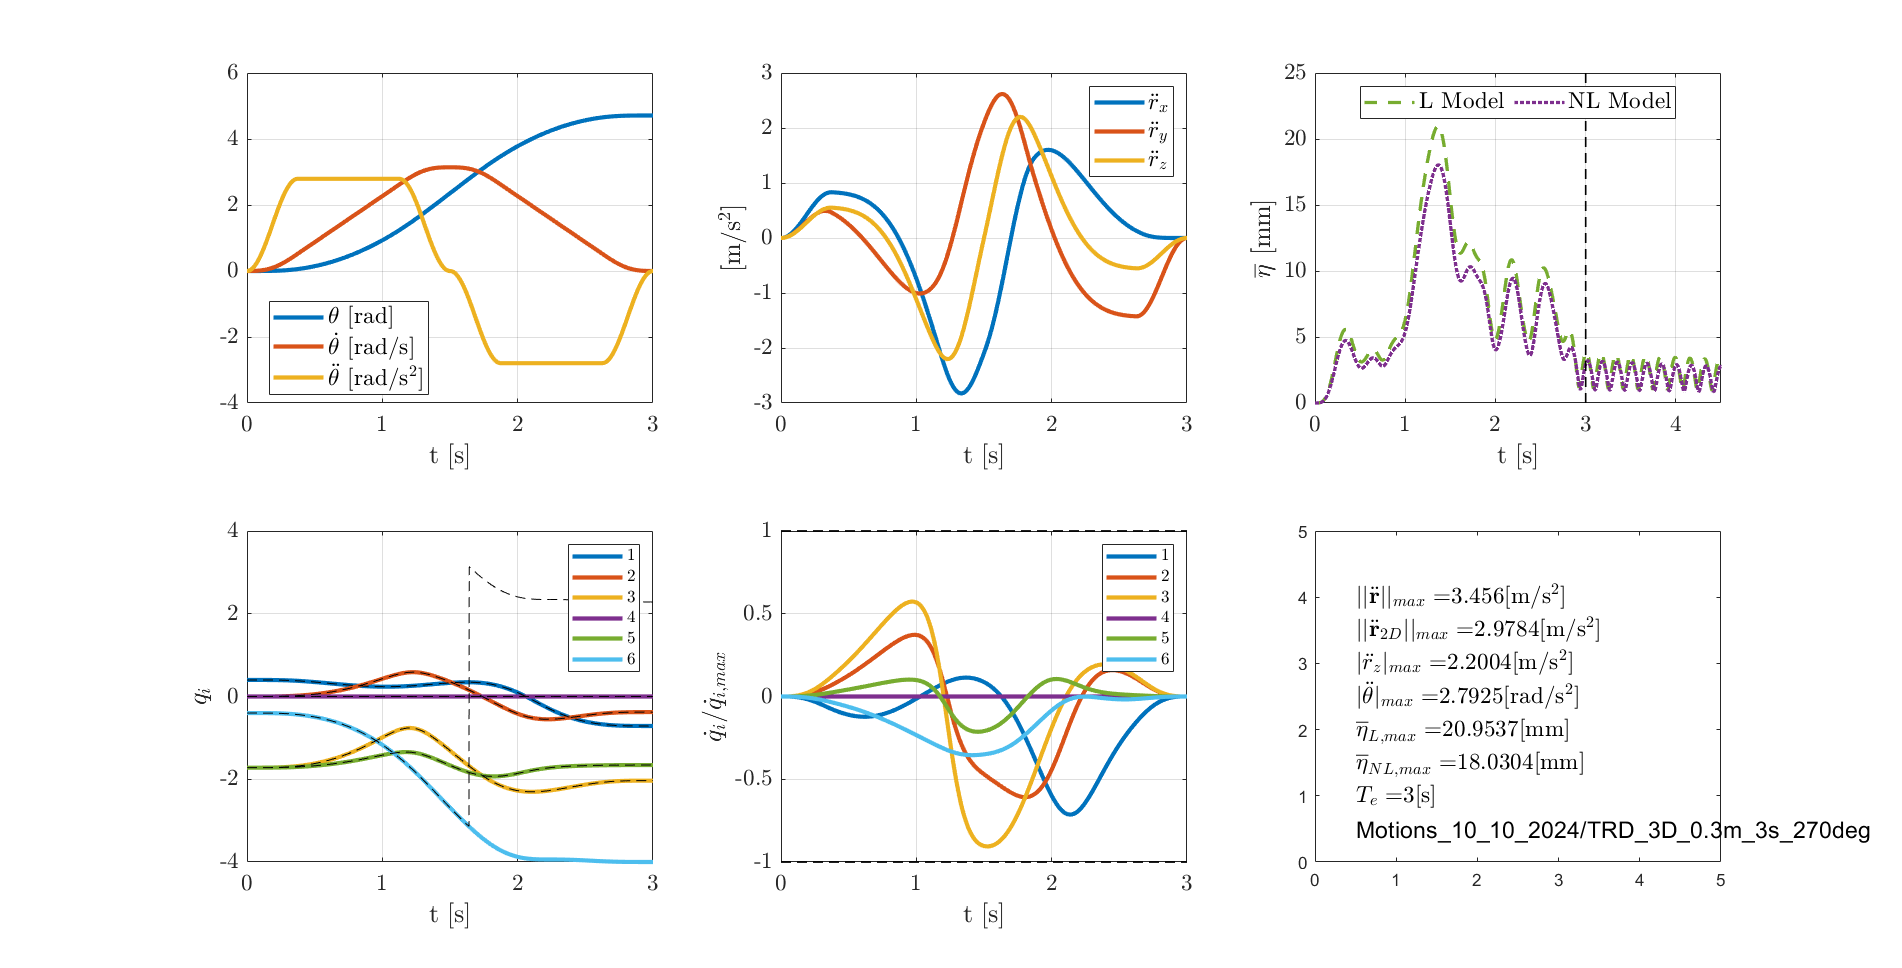 6
4
2
0
-2
-4
0 1 2 3
t [s]
θ [rad]
θ̇ [rad/s]
θ̈ [rad/s²]
3
2
1
0
-1
-2
-3
[m/s²]
0 1 2 3
t [s]
r̈ₓ
r̈_y
r̈_z
25
20
15
10
5
0
η̅ [mm]
0 1 2 3 4
t [s]
L Model NL Model
4
2
0
-2
-4
qᵢ
0 1 2 3
t [s]
1
2
3
4
5
6
1
0.5
0
-0.5
-1
q̇ᵢ/q̇_{i,max}
0 1 2 3
t [s]
1
2
3
4
5
6
5
4
3
2
1
0
0 1 2 3 4 5
||r̈||_{max} =3.456[m/s²]
||r̈_{2D}||_{max} =2.9784[m/s²]
|r̈_z|_{max} =2.2004[m/s²]
|θ̈|_{max} =2.7925[rad/s²]
η̅_{L,max} =20.9537[mm]
η̅_{NL,max} =18.0304[mm]
T_e =3[s]
Motions_10_10_2024/TRD_3D_0.3m_3s_270deg